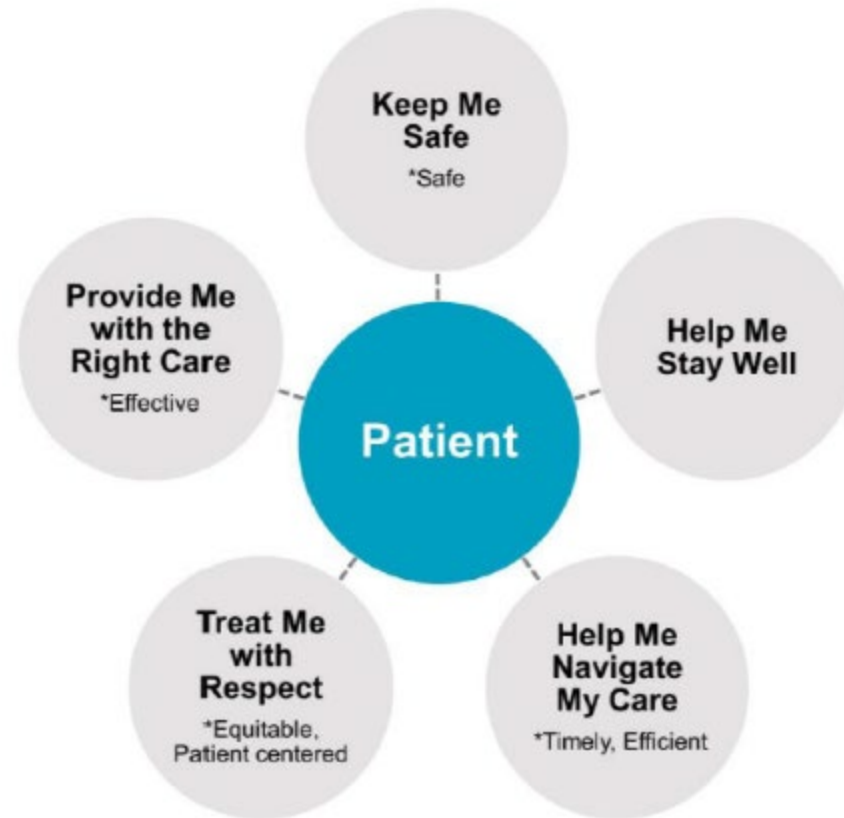 Keep Me
Safe
*Safe
Provide Me
with the
Right Care
*Effective
Help Me
Stay Well
Patient
Treat Me
with
Respect
*Equitable,
Patient centered
Help Me
Navigate
My Care
*Timely, Efficient